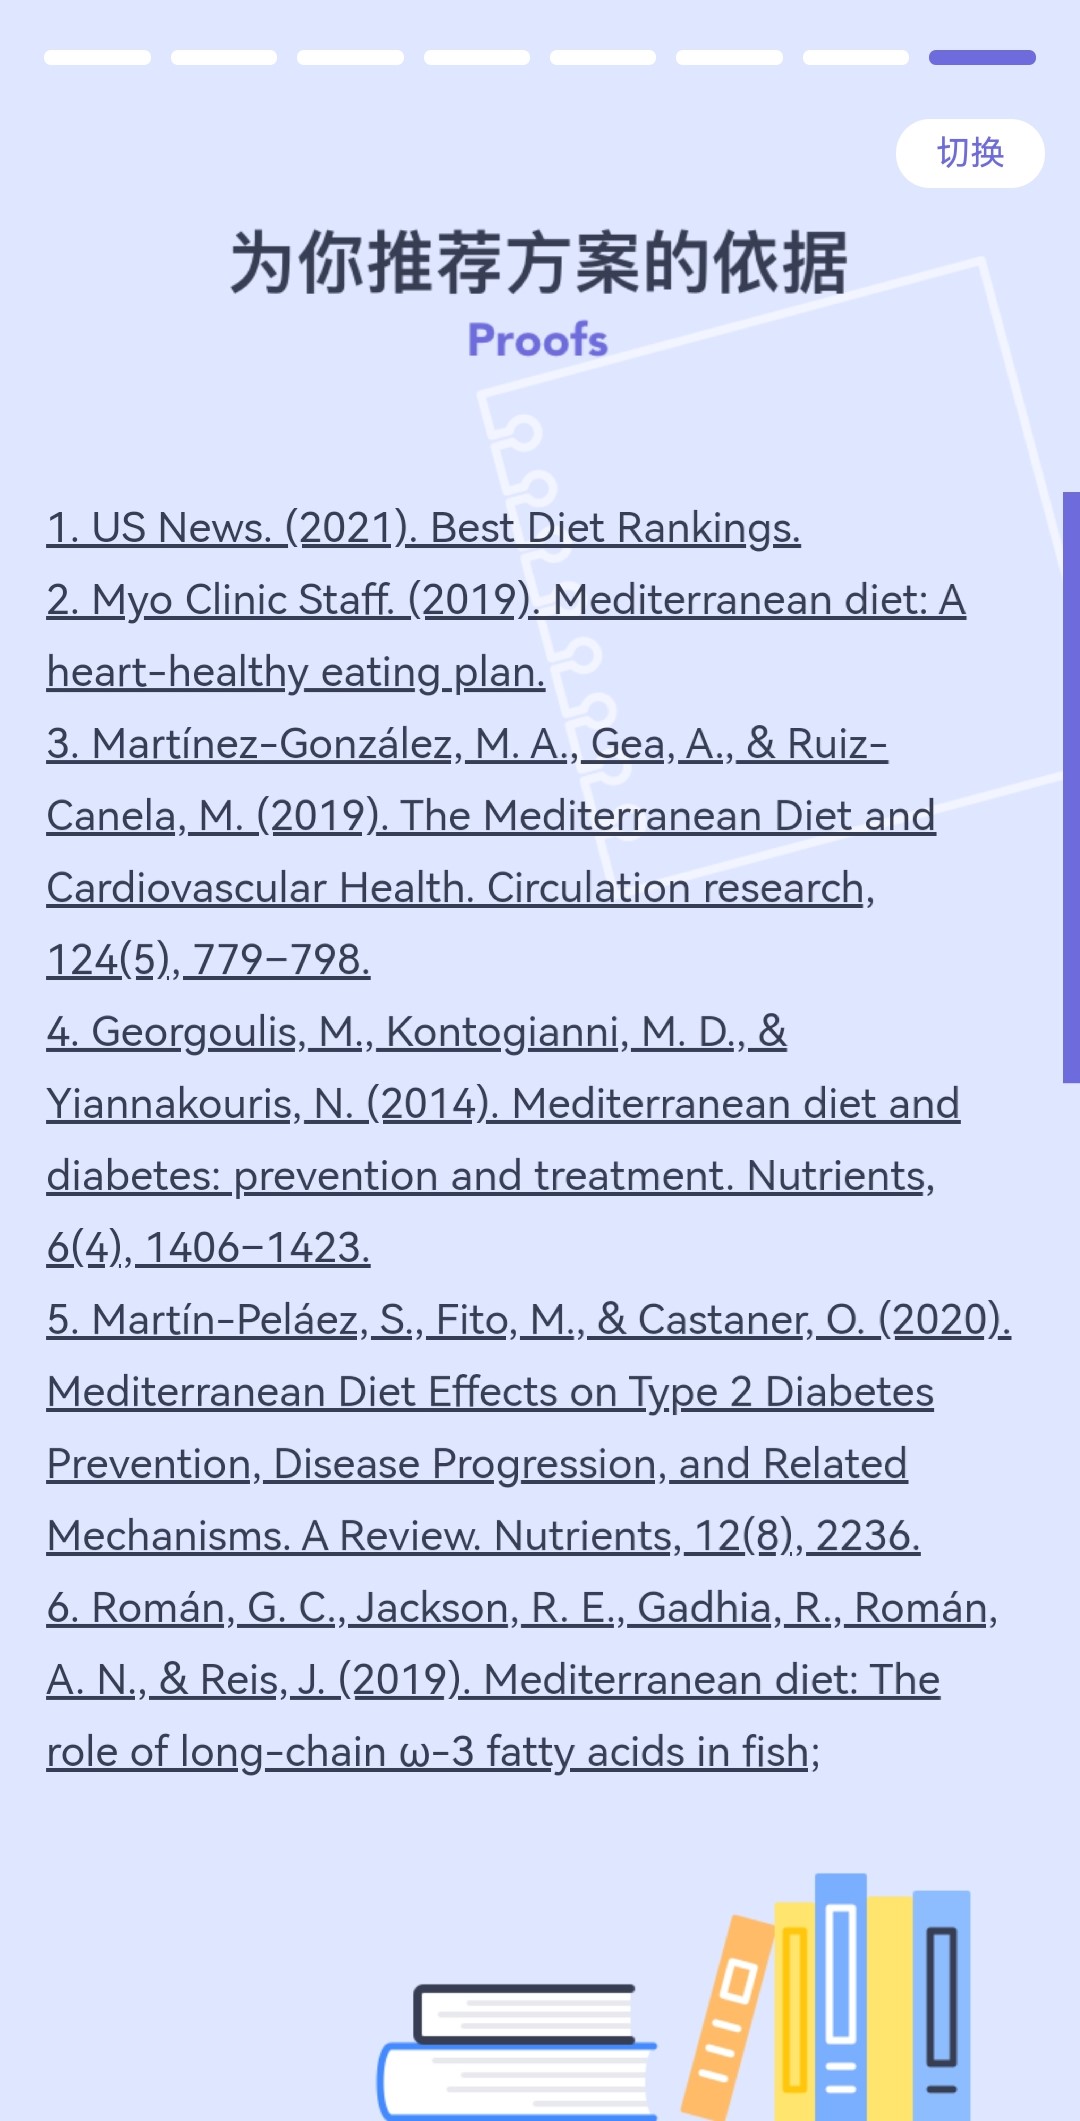 切换
为你推荐方案的依据
Proofs
1. US News. (2021). Best Diet Rankings.
2. Myo Clinic Staff. (2019). Mediterranean diet: A
heart-healthy eating plan.
3. Martínez-González, M. A., Gea, A., & Ruiz-
Canela, M. (2019). The Mediterranean Diet and
Cardiovascular Health. Circulation research,
124(5), 779–798.
4. Georgoulis, M., Kontogianni, M. D., &
Yiannakouris, N. (2014). Mediterranean diet and
diabetes: prevention and treatment. Nutrients,
6(4), 1406–1423.
5. Martín-Peláez, S., Fito, M., & Castaner, O. (2020).
Mediterranean Diet Effects on Type 2 Diabetes
Prevention, Disease Progression, and Related
Mechanisms. A Review. Nutrients, 12(8), 2236.
6. Román, G. C., Jackson, R. E., Gadhia, R., Román,
A. N., & Reis, J. (2019). Mediterranean diet: The
role of long-chain ω-3 fatty acids in fish;